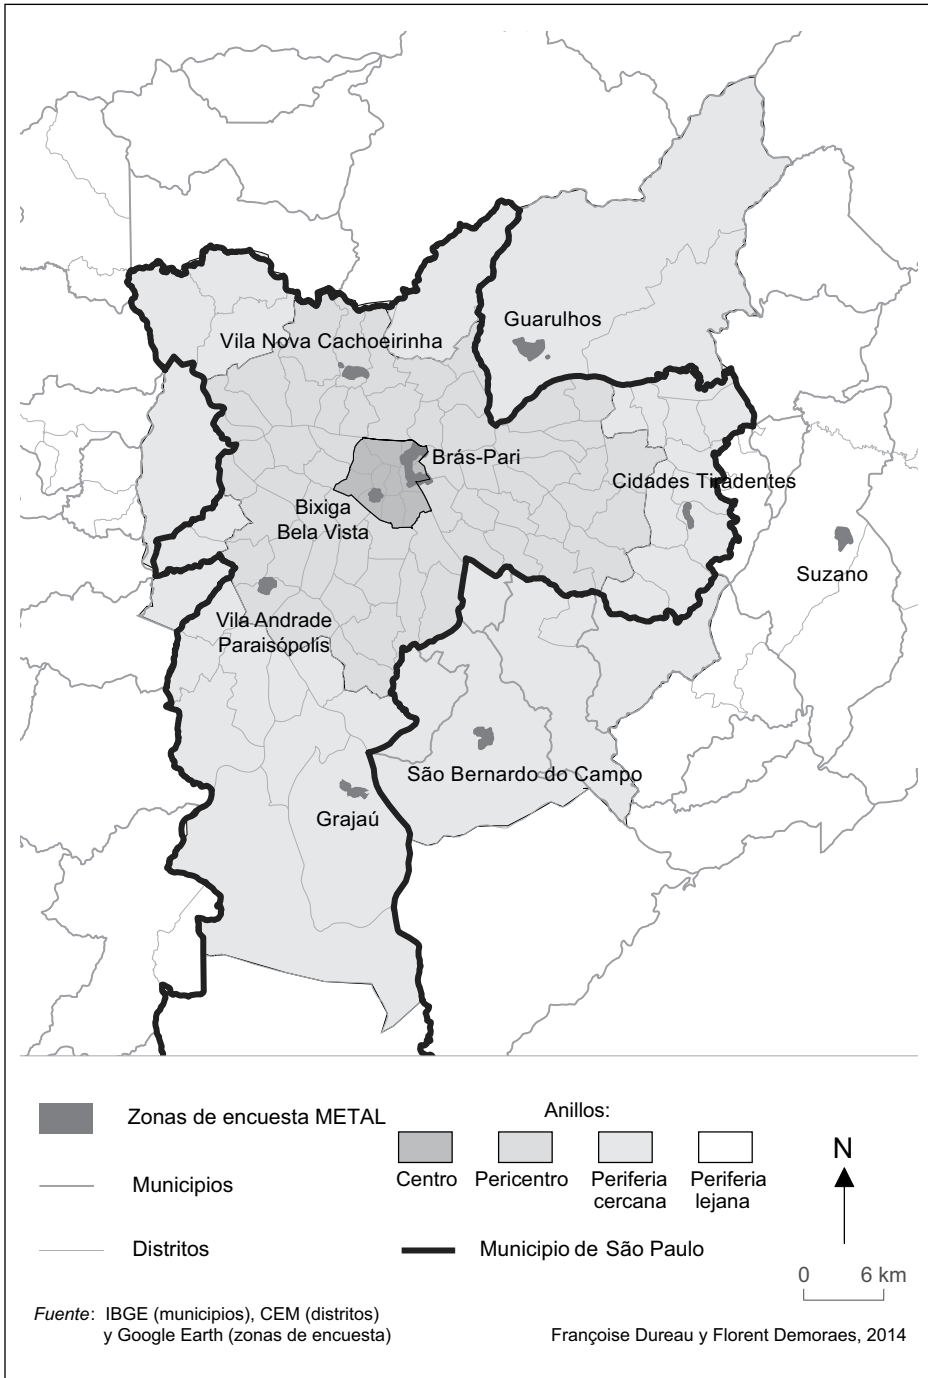 Guarulhos
Vila Nova Cachoeirinha
Brás-Pari
Cidades Tiradentes
Bixiga
Bela Vista
Suzano
Vila Andrade
Paraisópolis
São Bernardo do Campo
Grajaú
Zonas de encuesta METAL
Municipios
Distritos
Anillos:
Centro
Pericentro
Periferia
cercana
Periferia
lejana
Municipio de São Paulo
N
0 6 km
Fuente: IBGE (municipios), CEM (distritos)
y Google Earth (zonas de encuesta)
Françoise Dureau y Florent Demoraes, 2014